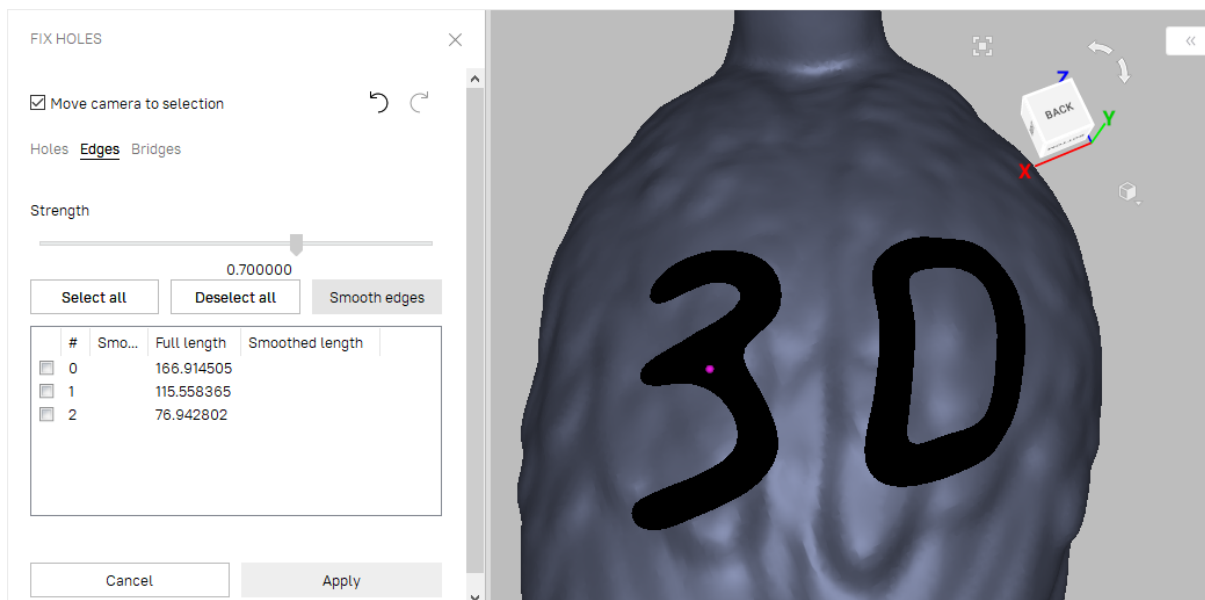 FIX HOLES
Move camera to selection
Holes Edges Bridges
Strength
0.700000
Select all Deselect all Smooth edges
# Smo... Full length Smoothed length
0 166.914505
1 115.558365
2 76.942802
Cancel Apply
Z
BACK
Y
X
3D